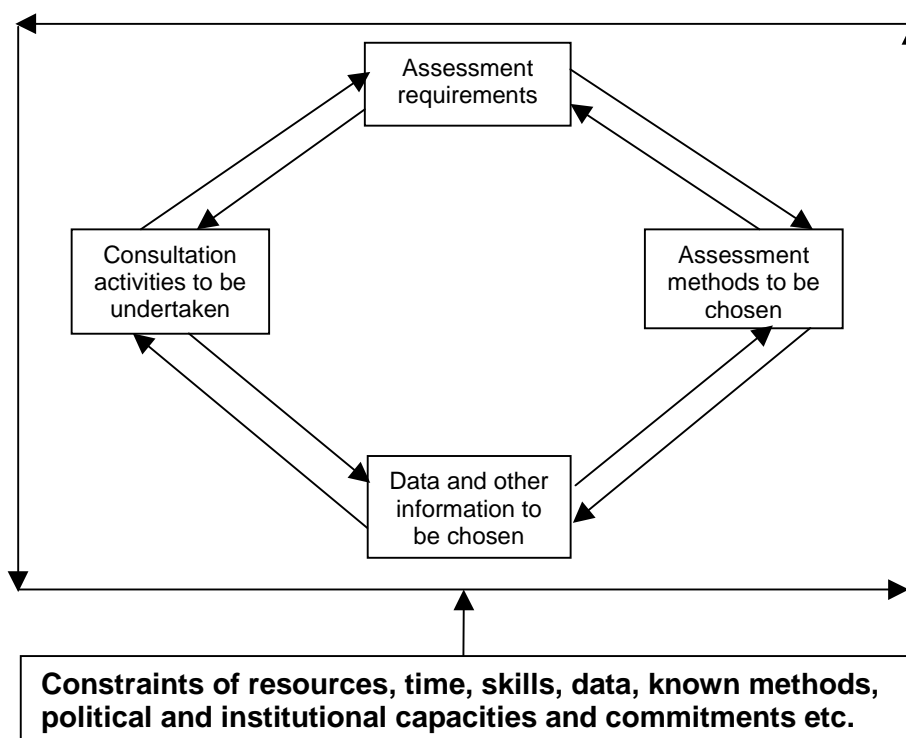 Assessment
requirements
Consultation
activities to be
undertaken
Assessment
methods to be
chosen
Data and other
information to
be chosen
Constraints of resources, time, skills, data, known methods,
political and institutional capacities and commitments etc.